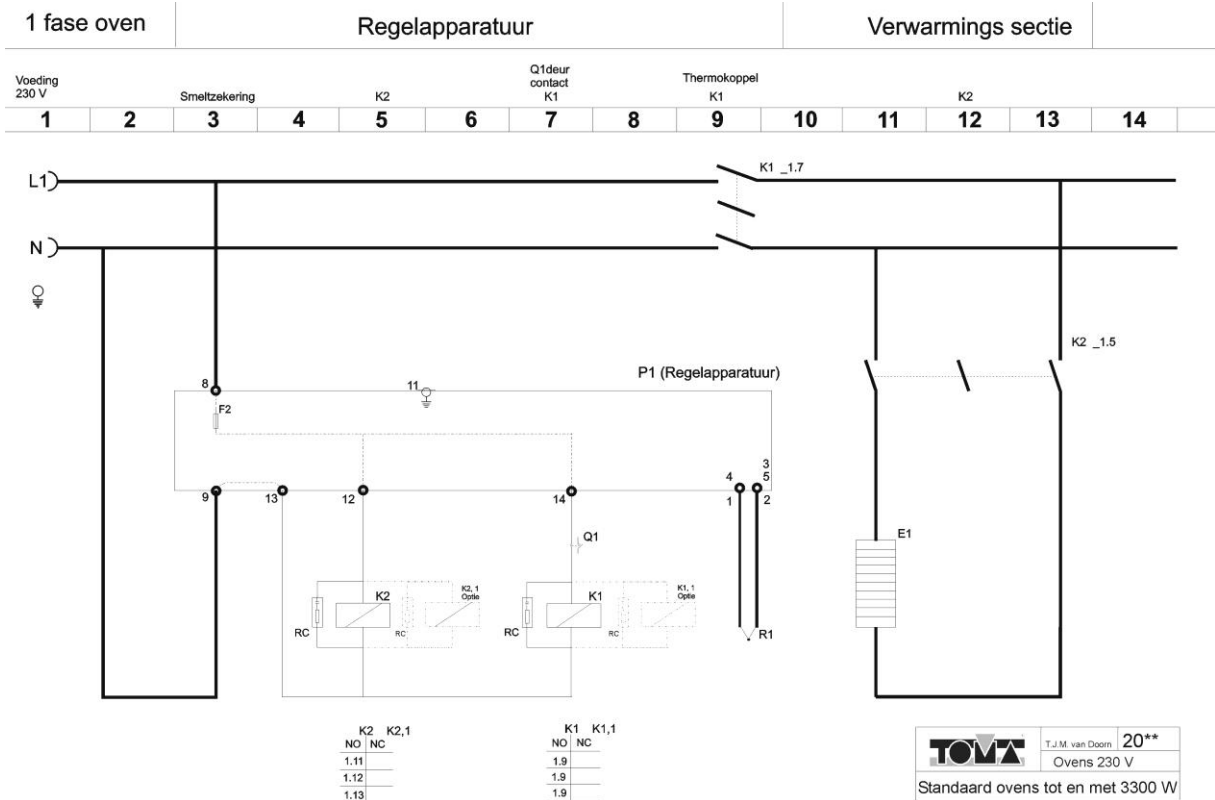 1 fase oven Regelapparatuur Verwarmings sectie
Voeding
230 V
Smeltzekering
K2
Q1deur
contact
K1
Thermokoppel
K1
K2
1 2 3 4 5 6 7 8 9 10 11 12 13 14
L1
K1 _1.7
N
K2 _1.5
P1 (Regelapparatuur)
8
11
F2
3
4 5
9 13 12 14 1 2
Q1
E1
K2
K2, 1
Optie
K1
K1, 1
Optie
RC
RC
RC
RC
R1
K2 K2,1
NO NC
1.11
1.12
1.13
K1 K1,1
NO NC
1.9
1.9
1.9
TOMA
T.J.M. van Doorn 20**
Ovens 230 V
Standaard ovens tot en met 3300 W